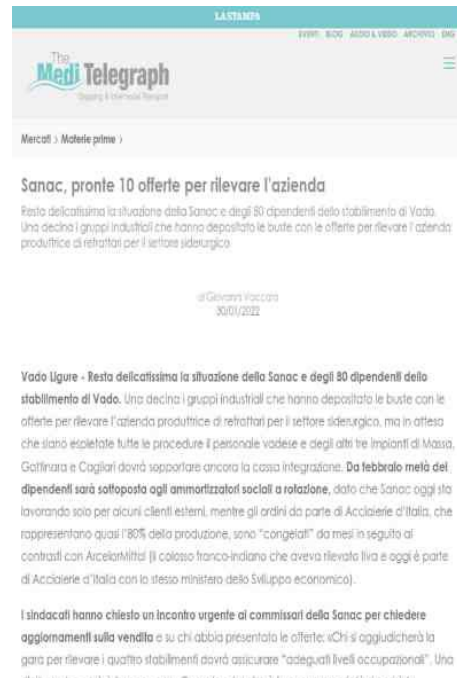 LA STAMPA
EVENTI BLOG AUDIO & VIDEO ARCHIVIO ENG
The
Medi Telegraph
Shipping & Intermodal Transport
Mercati > Materie prime >
Sanac, pronte 10 offerte per rilevare l'azienda
Resta delicatissima la situazione della Sanac e degli 80 dipendenti dello stabilimento di Vado.
Una decina i gruppi industriali che hanno depositato le buste con le offerte per rilevare l'azienda
produttrice di refrattari per il settore siderurgico
di Giovanni Vaccaro
30/01/2022
Vado Ligure - Resta delicatissima la situazione della Sanac e degli 80 dipendenti dello
stabilimento di Vado. Una decina i gruppi industriali che hanno depositato le buste con le
offerte per rilevare l'azienda produttrice di refrattari per il settore siderurgico, ma in attesa
che siano espletate tutte le procedure il personale vadese e degli altri tre impianti di Massa,
Gattinara e Cagliari dovrà sopportare ancora la cassa integrazione. Da febbraio metà dei
dipendenti sarà sottoposta agli ammortizzatori sociali a rotazione, dato che Sanac oggi sta
lavorando solo per alcuni clienti esterni, mentre gli ordini da parte di Acciaierie d'Italia, che
rappresentano quasi l'80% della produzione, sono "congelati" da mesi in seguito ai
contrasti con ArcelorMittal (il colosso franco-indiano che aveva rilevato Ilva e oggi è parte
di Acciaierie d'Italia con lo stesso ministero dello Sviluppo economico).
I sindacati hanno chiesto un incontro urgente ai commissari della Sanac per chiedere
aggiornamenti sulla vendita e su chi abbia presentato le offerte: «Chi si aggiudicherà la
gara per rilevare i quattro stabilimenti dovrà assicurare "adeguati livelli occupazionali". Una